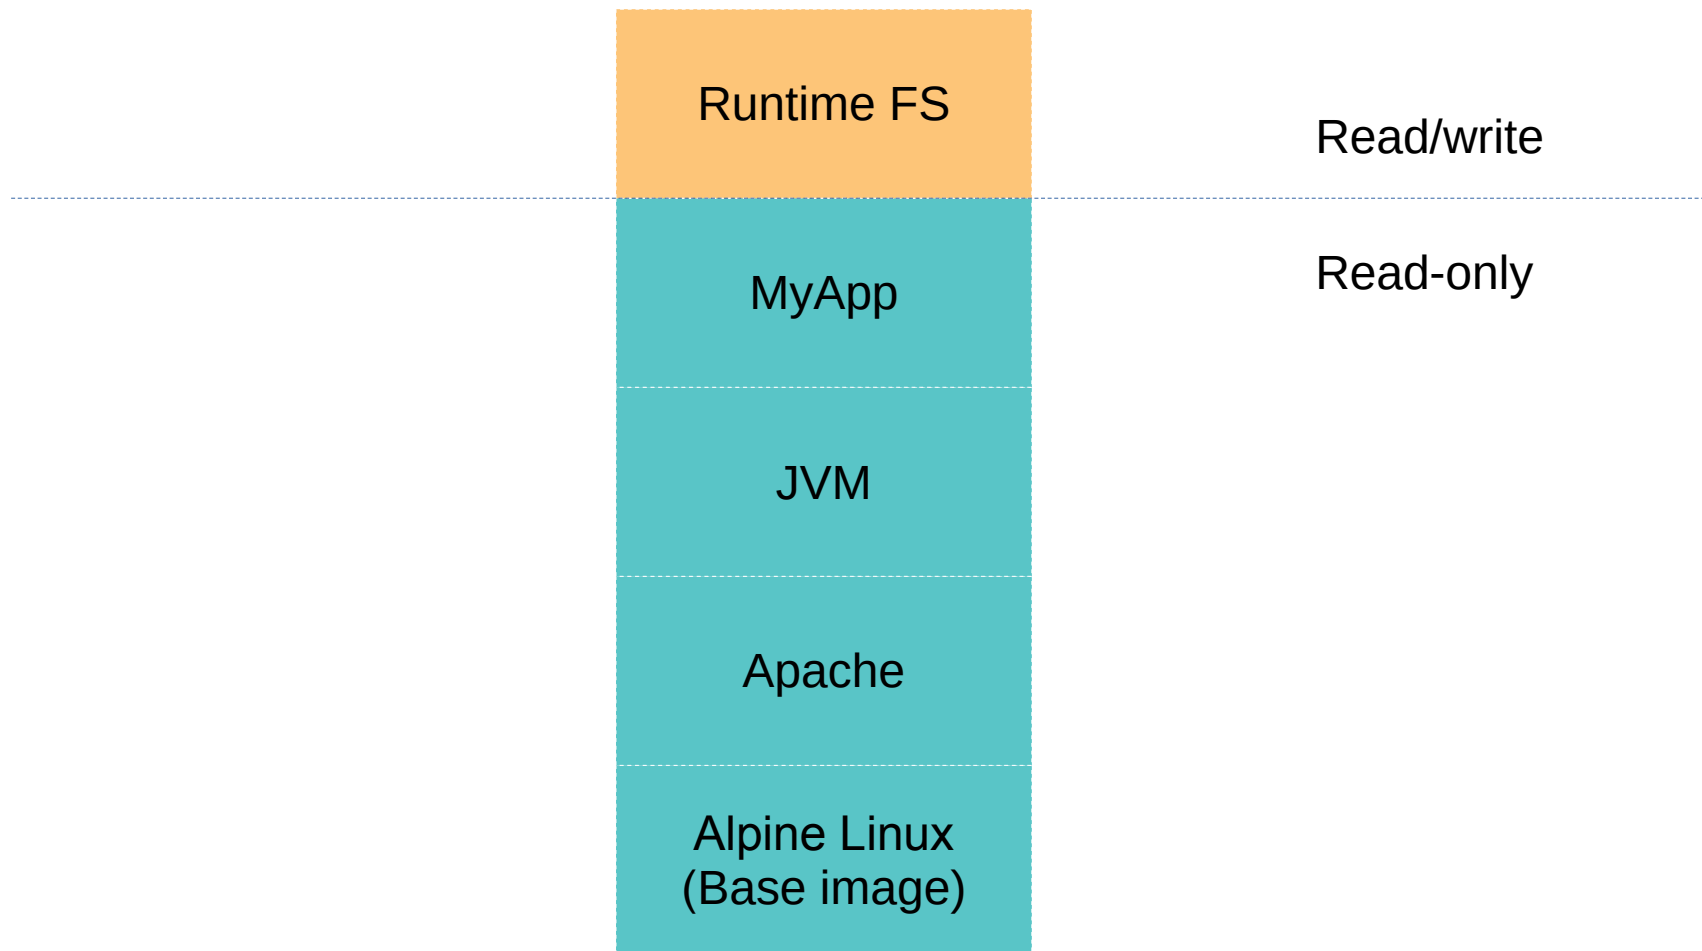 Runtime FS
Read/write
MyApp
Read-only
JVM
Apache
Alpine Linux
(Base image)